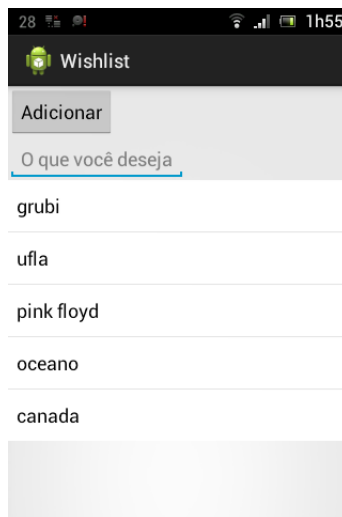 28 1h55
Wishlist
Adicionar
O que você deseja
grubi
ufla
pink floyd
oceano
canada